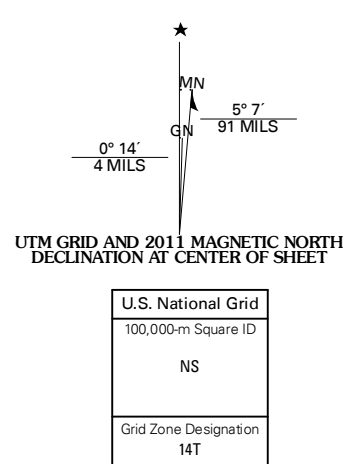 ★
MN
5° 7´
GN
91 MILS
0° 14´
4 MILS
UTM GRID AND 2011 MAGNETIC NORTH
DECLINATION AT CENTER OF SHEET
U.S. National Grid
100,000-m Square ID
NS
Grid Zone Designation
14T